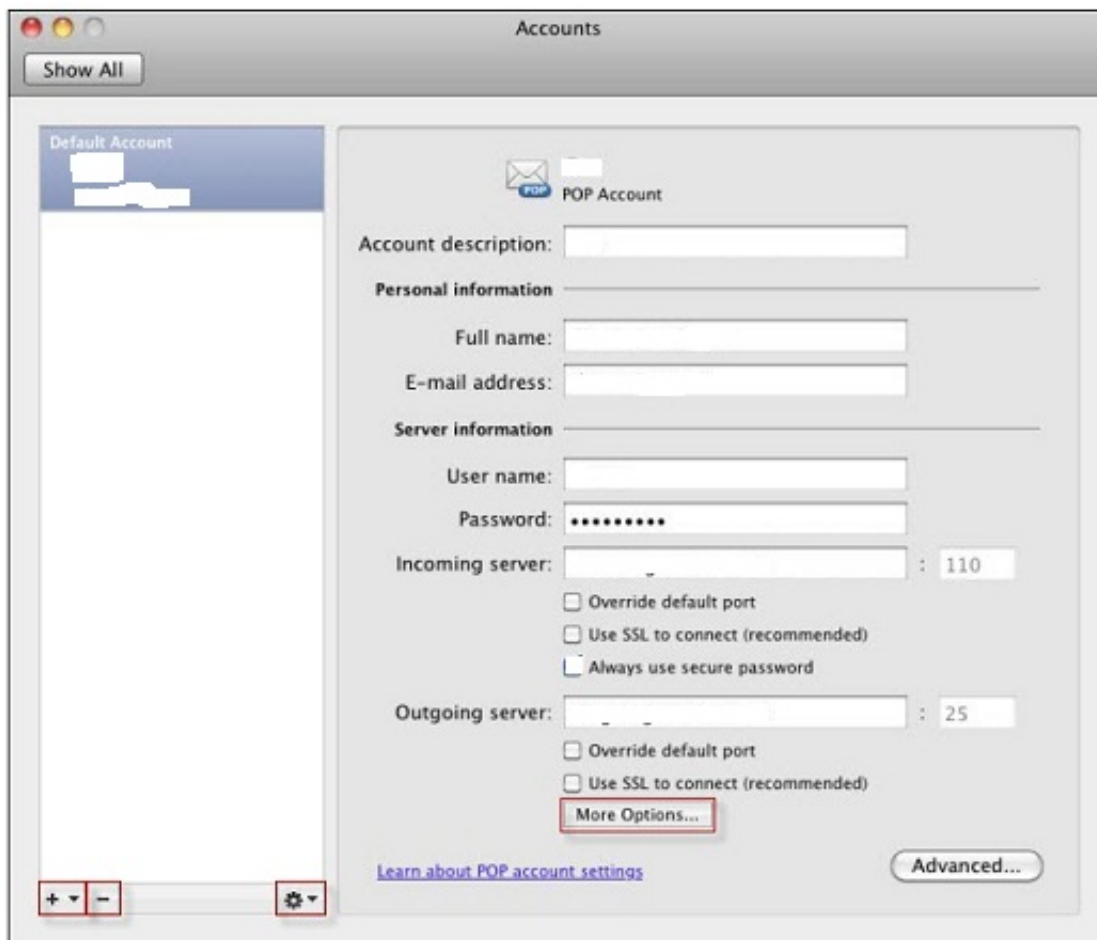 Accounts
Show All
Default Account
POP
POP Account
Account description:
Personal information
Full name:
E-mail address:
Server information
User name:
Password: •••••••••
Incoming server: : 110
Override default port
Use SSL to connect (recommended)
Always use secure password
Outgoing server: : 25
Override default port
Use SSL to connect (recommended)
More Options...
Learn about POP account settings
Advanced...
+ −